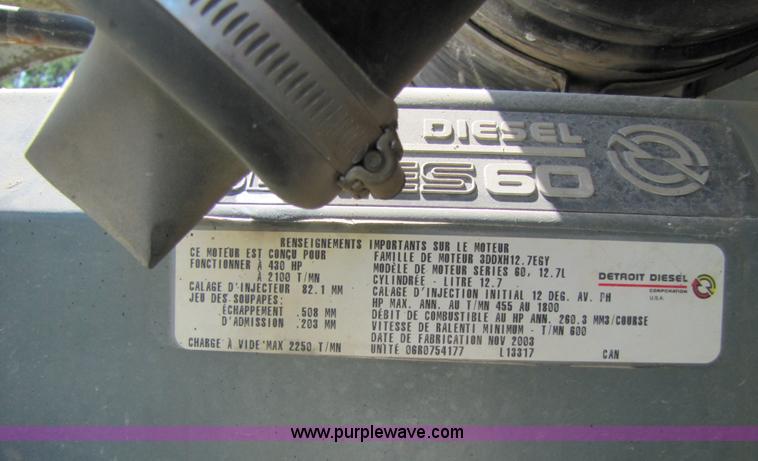 DIESEL
60
RENSEIGNEMENTS IMPORTANTS SUR LE MOTEUR
CE MOTEUR EST CONÇU POUR
FONCTIONNER À 430 HP
À 2100 T/MN
CALAGE D'INJECTEUR 82.1 MM
JEU DES SOUPAPES:
ÉCHAPPEMENT .508 MM
D'ADMISSION .203 MM
CHARGE À VIDE MAX 2250 T/MN
FAMILLE DE MOTEUR 3DDXH12.7EGY
MODÈLE DE MOTEUR SERIES 60, 12.7L
CYLINDRÉE - LITRE 12.7
CALAGE D'INJECTION INITIAL 12 DEG. AV. PH
HP MAX. ANN. AU T/MN 455 AU 1800
DÉBIT DE COMBUSTIBLE AU HP ANN. 260.3 MM3/COURSE
VITESSE DE RALENTI MINIMUM - T/MN 600
DATE DE FABRICATION NOV 2003
UNITÉ 06R0754177 L13317 CAN
DETROIT DIESEL
CORPORATION
U.S.A.
www.purplewave.com